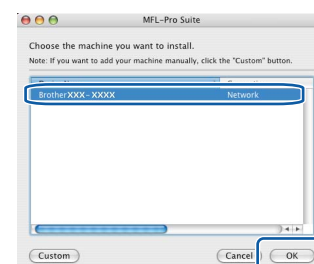 MFL-Pro Suite
Choose the machine you want to install.
Note: If you want to add your machine manually, click the "Custom" button.
BrotherXXX-XXXX Network
Custom Cancel OK